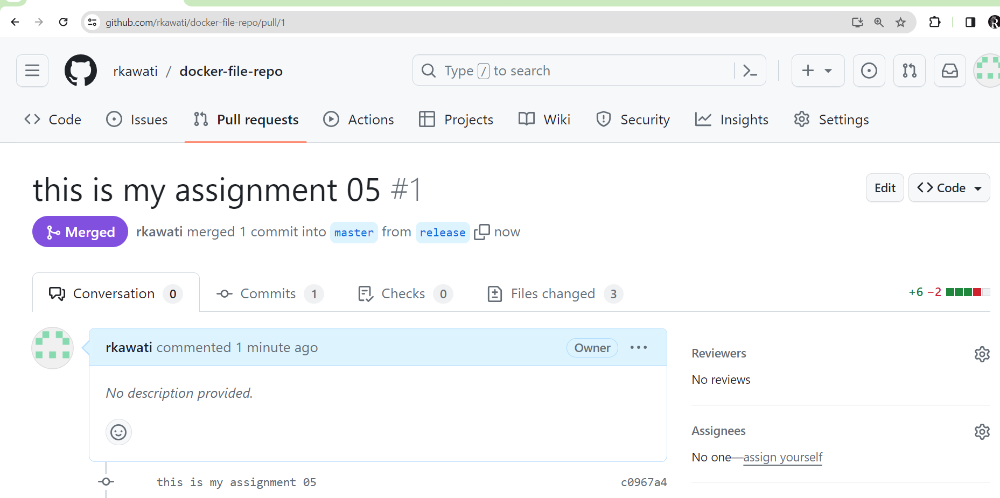 github.com/rkawati/docker-file-repo/pull/1
rkawati / docker-file-repo
Type / to search
Code Issues Pull requests Actions Projects Wiki Security Insights Settings
this is my assignment 05 #1
Edit
Code
Merged
rkawati merged 1 commit into master from release now
Conversation 0 Commits 1 Checks 0 Files changed 3
+6 −2
rkawati commented 1 minute ago
Owner
No description provided.
this is my assignment 05 c0967a4
Reviewers
No reviews
Assignees
No one—assign yourself